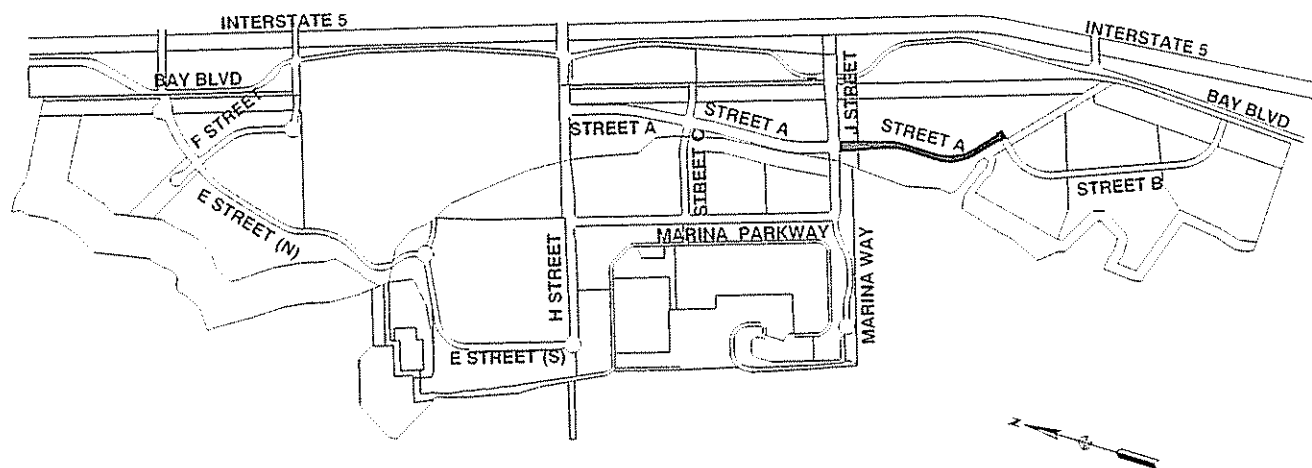 INTERSTATE 5
INTERSTATE 5
BAY BLVD
BAY BLVD
F STREET
STREET A
STREET A
J STREET
STREET A
STREET C
STREET B
E STREET (N)
MARINA PARKWAY
H STREET
MARINA WAY
E STREET (S)
N